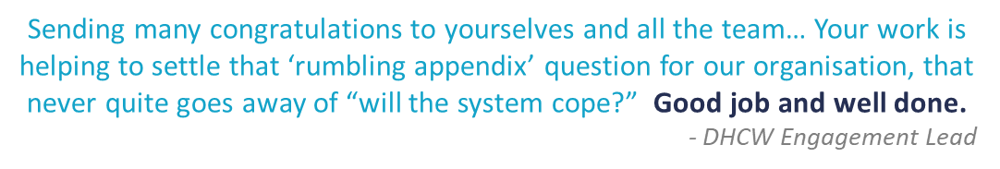 Sending many congratulations to yourselves and all the team... Your work is
helping to settle that ‘rumbling appendix’ question for our organisation, that
never quite goes away of “will the system cope?” Good job and well done.
- DHCW Engagement Lead